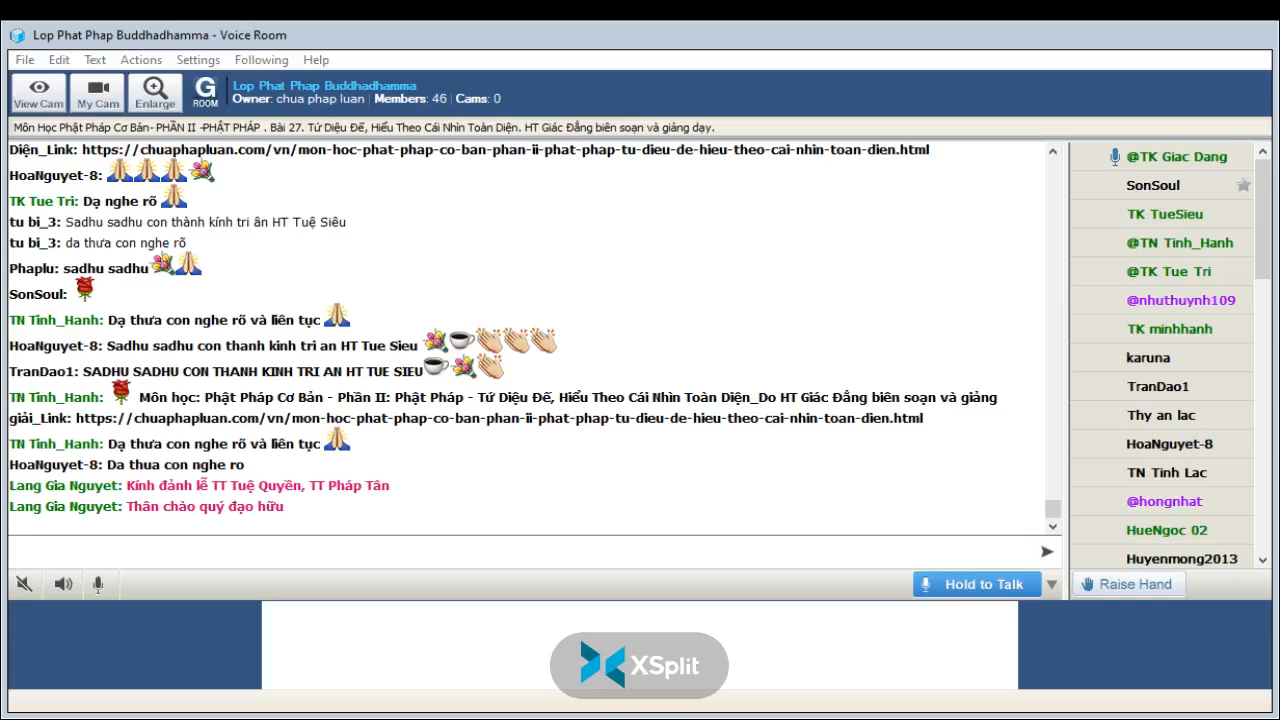 Lop Phat Phap Buddhadhamma - Voice Room
File Edit Text Actions Settings Following Help
View Cam My Cam Enlarge G ROOM
Lop Phat Phap Buddhadhamma
Owner: chua phap luan | Members: 46 | Cams: 0
Môn Học Phật Pháp Cơ Bản- PHẦN II -PHẬT PHÁP . Bài 27. Tứ Diệu Đế, Hiểu Theo Cái Nhìn Toàn Diện. HT Giác Đẳng biên soạn và giảng dạy.
Diện_Link: https://chuaphapluan.com/vn/mon-hoc-phat-phap-co-ban-phan-ii-phat-phap-tu-dieu-de-hieu-theo-cai-nhin-toan-dien.html
HoaNguyet-8:
TK Tue Tri: Dạ nghe rõ
tu bi_3: Sadhu sadhu con thành kính tri ân HT Tuệ Siêu
tu bi_3: da thưa con nghe rõ
Phaplu: sadhu sadhu
SonSoul:
TN Tinh_Hanh: Dạ thưa con nghe rõ và liên tục
HoaNguyet-8: Sadhu sadhu con thanh kinh tri an HT Tue Sieu
TranDao1: SADHU SADHU CON THANH KINH TRI AN HT TUE SIEU
TN Tinh_Hanh: Môn học: Phật Pháp Cơ Bản - Phần II: Phật Pháp - Tứ Diệu Đế, Hiểu Theo Cái Nhìn Toàn Diện_Do HT Giác Đẳng biên soạn và giảng
giải_Link: https://chuaphapluan.com/vn/mon-hoc-phat-phap-co-ban-phan-ii-phat-phap-tu-dieu-de-hieu-theo-cai-nhin-toan-dien.html
TN Tinh_Hanh: Dạ thưa con nghe rõ và liên tục
HoaNguyet-8: Da thua con nghe ro
Lang Gia Nguyet: Kính đảnh lễ TT Tuệ Quyền, TT Pháp Tân
Lang Gia Nguyet: Thân chào quý đạo hữu
@TK Giac Dang
SonSoul
TK TueSieu
@TN Tinh_Hanh
@TK Tue Tri
@nhuthuynh109
TK minhhanh
karuna
TranDao1
Thy an lac
HoaNguyet-8
TN Tinh Lac
@hongnhat
HueNgoc 02
Huyenmong2013
Hold to Talk
Raise Hand
XSplit